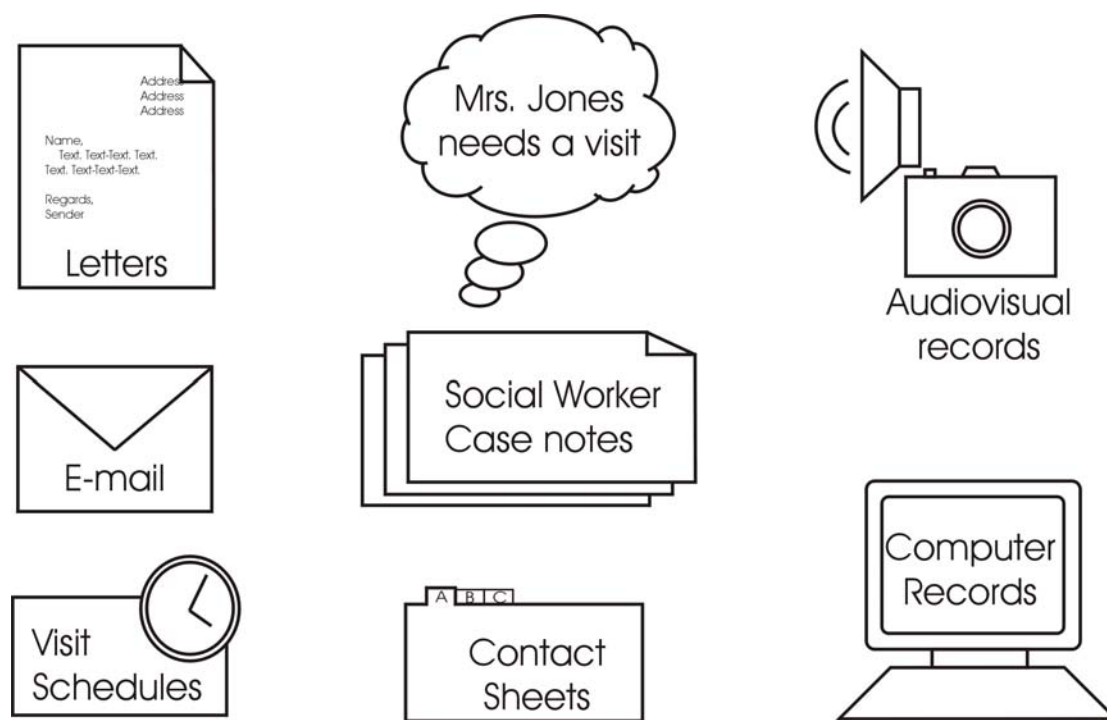 Address
Address
Address
Name,
Text. Text-Text. Text.
Text. Text-Text-Text.
Regards,
Sender
Letters
Mrs. Jones
needs a visit
Audiovisual
records
E-mail
Social Worker
Case notes
Computer
Records
Visit
Schedules
A B C
Contact
Sheets